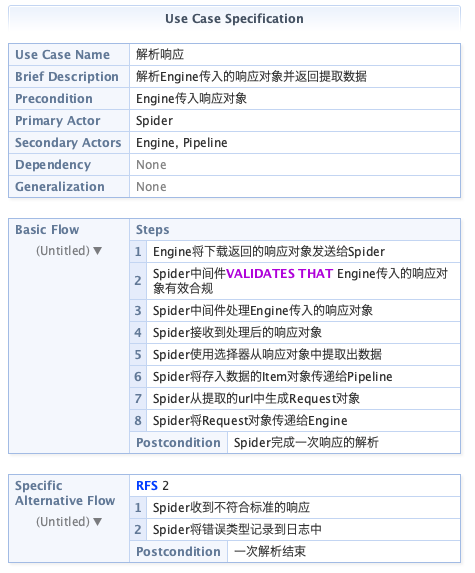 Use Case Specification
Use Case Name 解析响应
Brief Description 解析Engine传入的响应对象并返回提取数据
Precondition Engine传入响应对象
Primary Actor Spider
Secondary Actors Engine, Pipeline
Dependency None
Generalization None
Basic Flow Steps
(Untitled) ▼
1 Engine将下载返回的响应对象发送给Spider
2 Spider中间件VALIDATES THAT Engine传入的响应对
象有效合规
3 Spider中间件处理Engine传入的响应对象
4 Spider接收到处理后的响应对象
5 Spider使用选择器从响应对象中提取出数据
6 Spider将存入数据的Item对象传递给Pipeline
7 Spider从提取的url中生成Request对象
8 Spider将Request对象传递给Engine
Postcondition Spider完成一次响应的解析
Specific
Alternative Flow
(Untitled) ▼
RFS 2
1 Spider收到不符合标准的响应
2 Spider将错误类型记录到日志中
Postcondition 一次解析结束